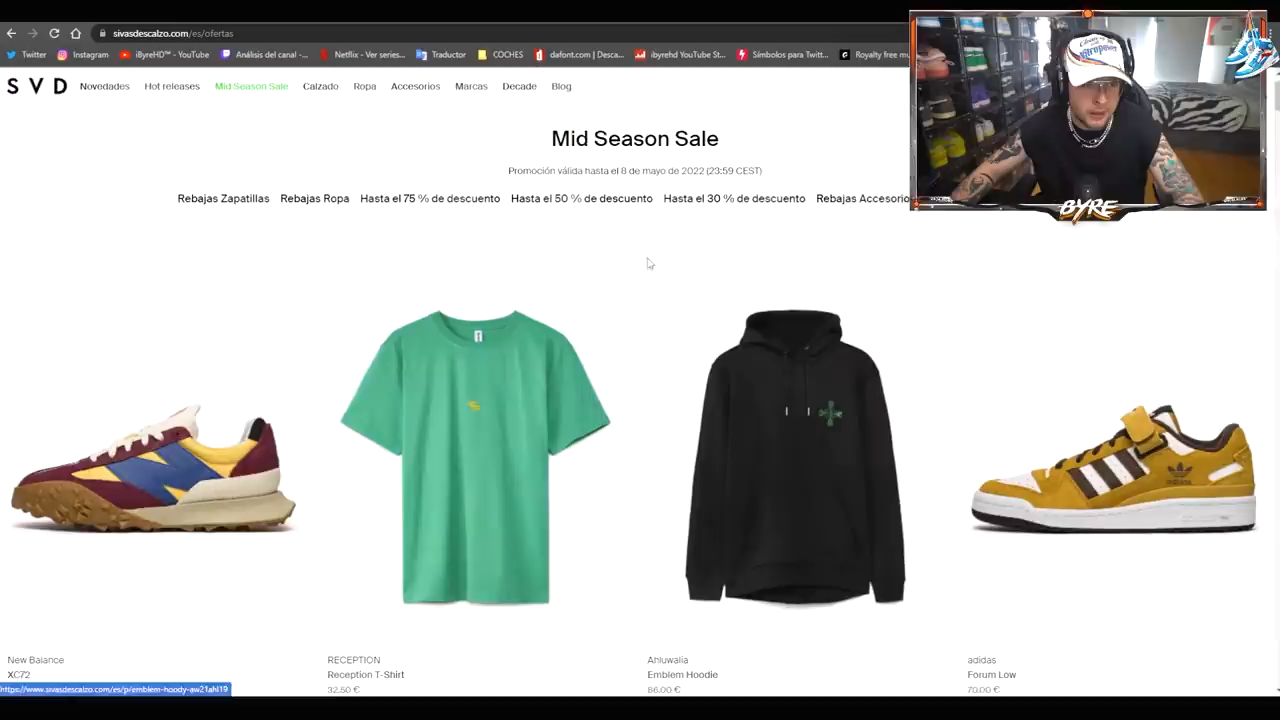 sivasdescalzo.com/es/ofertas
Twitter Instagram iByreHD™ - YouTube Análisis del canal -... Netflix - Ver series... Traductor COCHES dafont.com | Desca... ibyrehd YouTube St... Símbolos para Twitt... Royalty free mu
SVD Novedades Hot releases Mid Season Sale Calzado Ropa Accesorios Marcas Decade Blog
Mid Season Sale
Promoción válida hasta el 8 de mayo de 2022 (23:59 CEST)
Rebajas Zapatillas Rebajas Ropa Hasta el 75 % de descuento Hasta el 50 % de descuento Hasta el 30 % de descuento Rebajas Accesorio
BYRE
New Balance
XC72
RECEPTION
Reception T-Shirt
32,50 €
Ahluwalia
Emblem Hoodie
86,00 €
adidas
Forum Low
70,00 €
https://www.sivasdescalzo.com/es/p/emblem-hoody-aw21ahl19